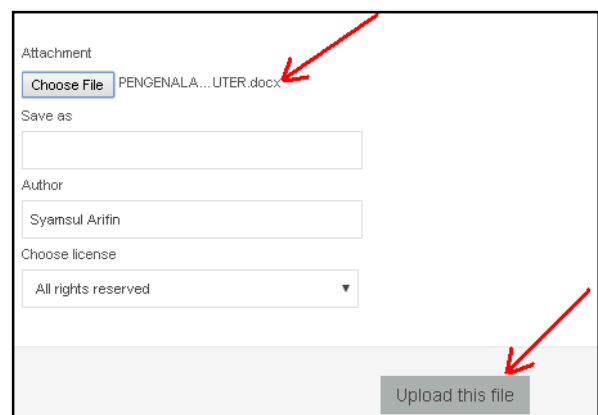 Attachment
Choose File PENGENALA...UTER.docx
Save as
Author
Syamsul Arifin
Choose license
All rights reserved
Upload this file